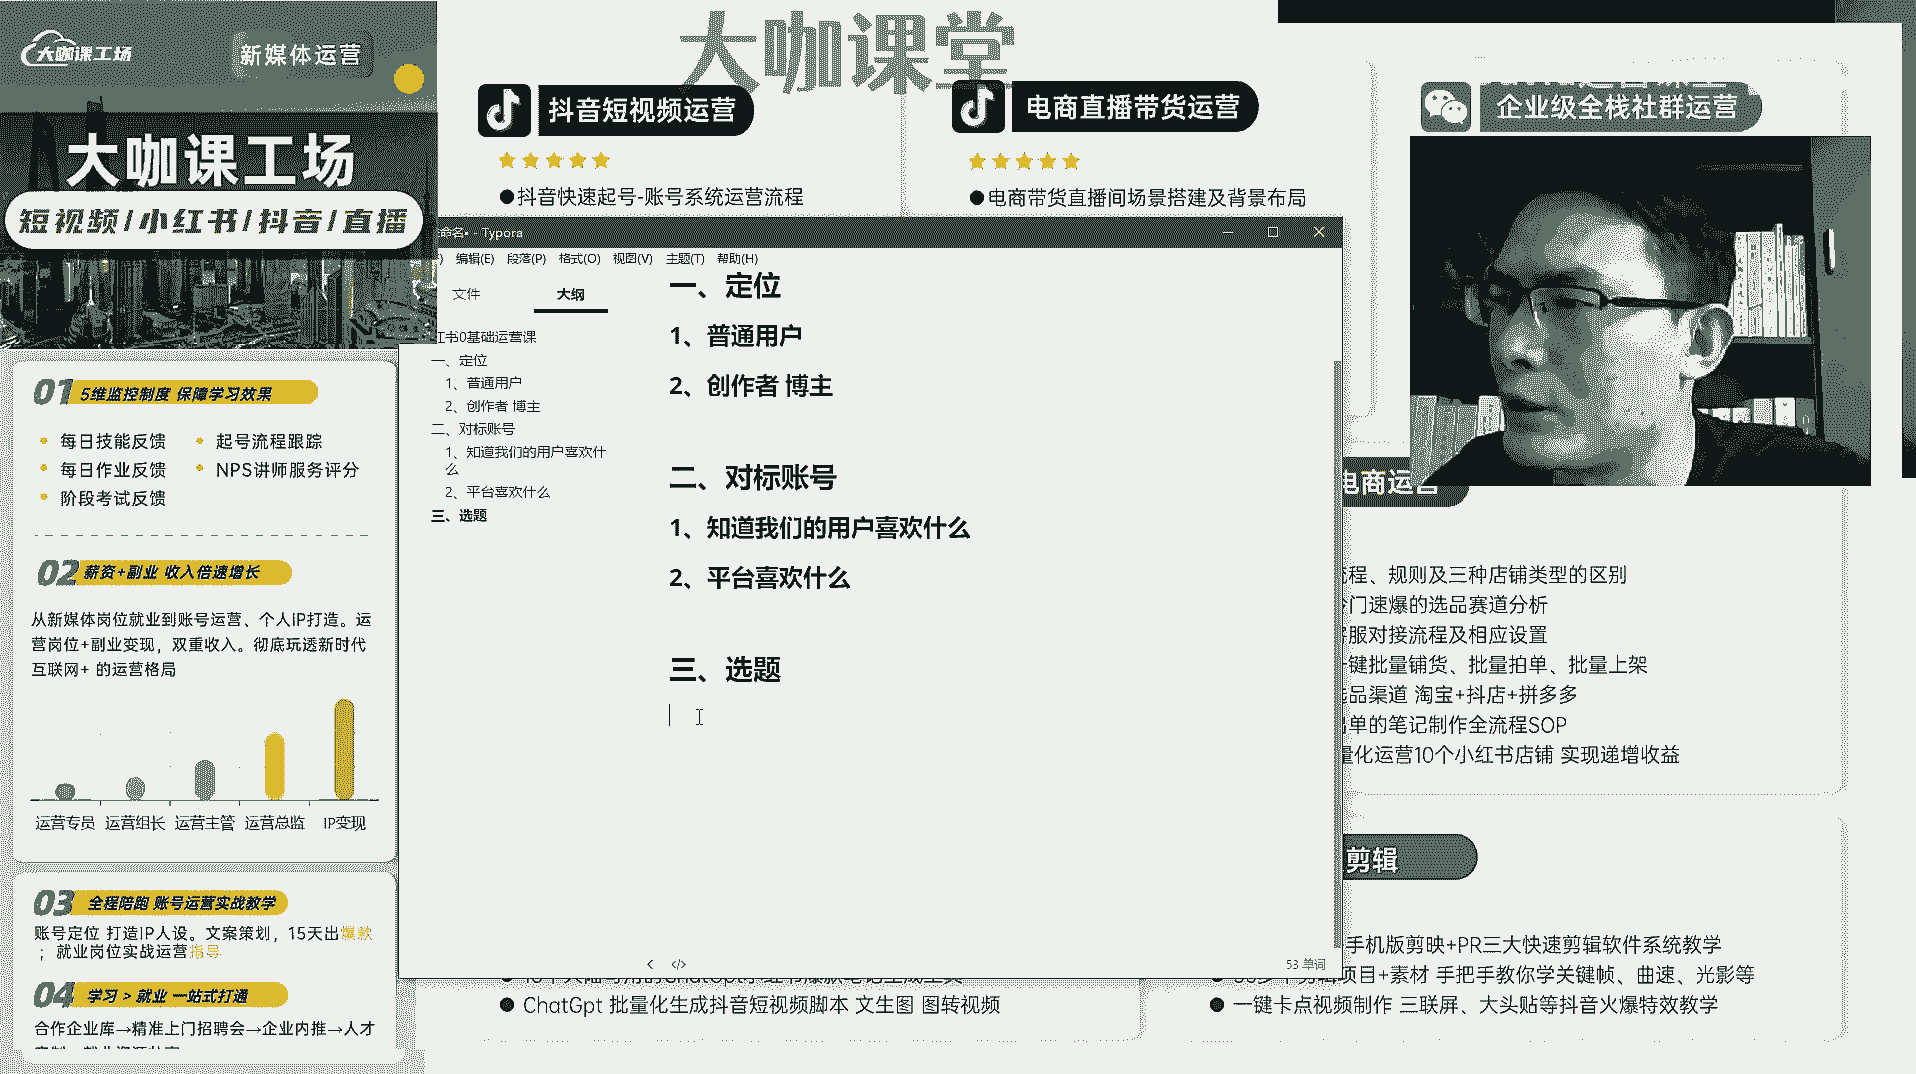 大咖课工场
新媒体运营
大咖课工场
短视频/小红书/抖音/直播
01 5维监控制度 保障学习效果
每日技能反馈
起号流程跟踪
每日作业反馈
NPS讲师服务评分
阶段考试反馈
02 薪资+副业 收入倍速增长
从新媒体岗位就业到账号运营、个人IP打造。运
营岗位+副业变现，双重收入。彻底玩透新时代
互联网+ 的运营格局
运营专员 运营组长 运营主管 运营总监 IP变现
03 全程陪跑 账号运营实战教学
账号定位 打造IP人设。文案策划，15天出爆款
；就业岗位实战运营指导
04 学习 > 就业 一站式打通
合作企业库→精准上门招聘会→企业内推→人才
大咖课堂
抖音短视频运营
●抖音快速起号-账号系统运营流程
电商直播带货运营
●电商带货直播间场景搭建及背景布局
企业级全栈社群运营
命名• - Typora
编辑(E) 段落(P) 格式(O) 视图(V) 主题(T) 帮助(H)
文件 大纲
书0基础运营课
一、定位
1、普通用户
2、创作者 博主
二、对标账号
1、知道我们的用户喜欢什
么
2、平台喜欢什么
三、选题
一、定位
1、普通用户
2、创作者 博主
二、对标账号
1、知道我们的用户喜欢什么
2、平台喜欢什么
三、选题
53 单词
电商运营
程、规则及三种店铺类型的区别
门速爆的选品赛道分析
服对接流程及相应设置
键批量铺货、批量拍单、批量上架
品渠道 淘宝+抖店+拼多多
单的笔记制作全流程SOP
量化运营10个小红书店铺 实现递增收益
剪辑
手机版剪映+PR三大快速剪辑软件系统教学
项目+素材 手把手教你学关键帧、曲速、光影等
● 一键卡点视频制作 三联屏、大头贴等抖音火爆特效教学
● ChatGpt 批量化生成抖音短视频脚本 文生图 图转视频